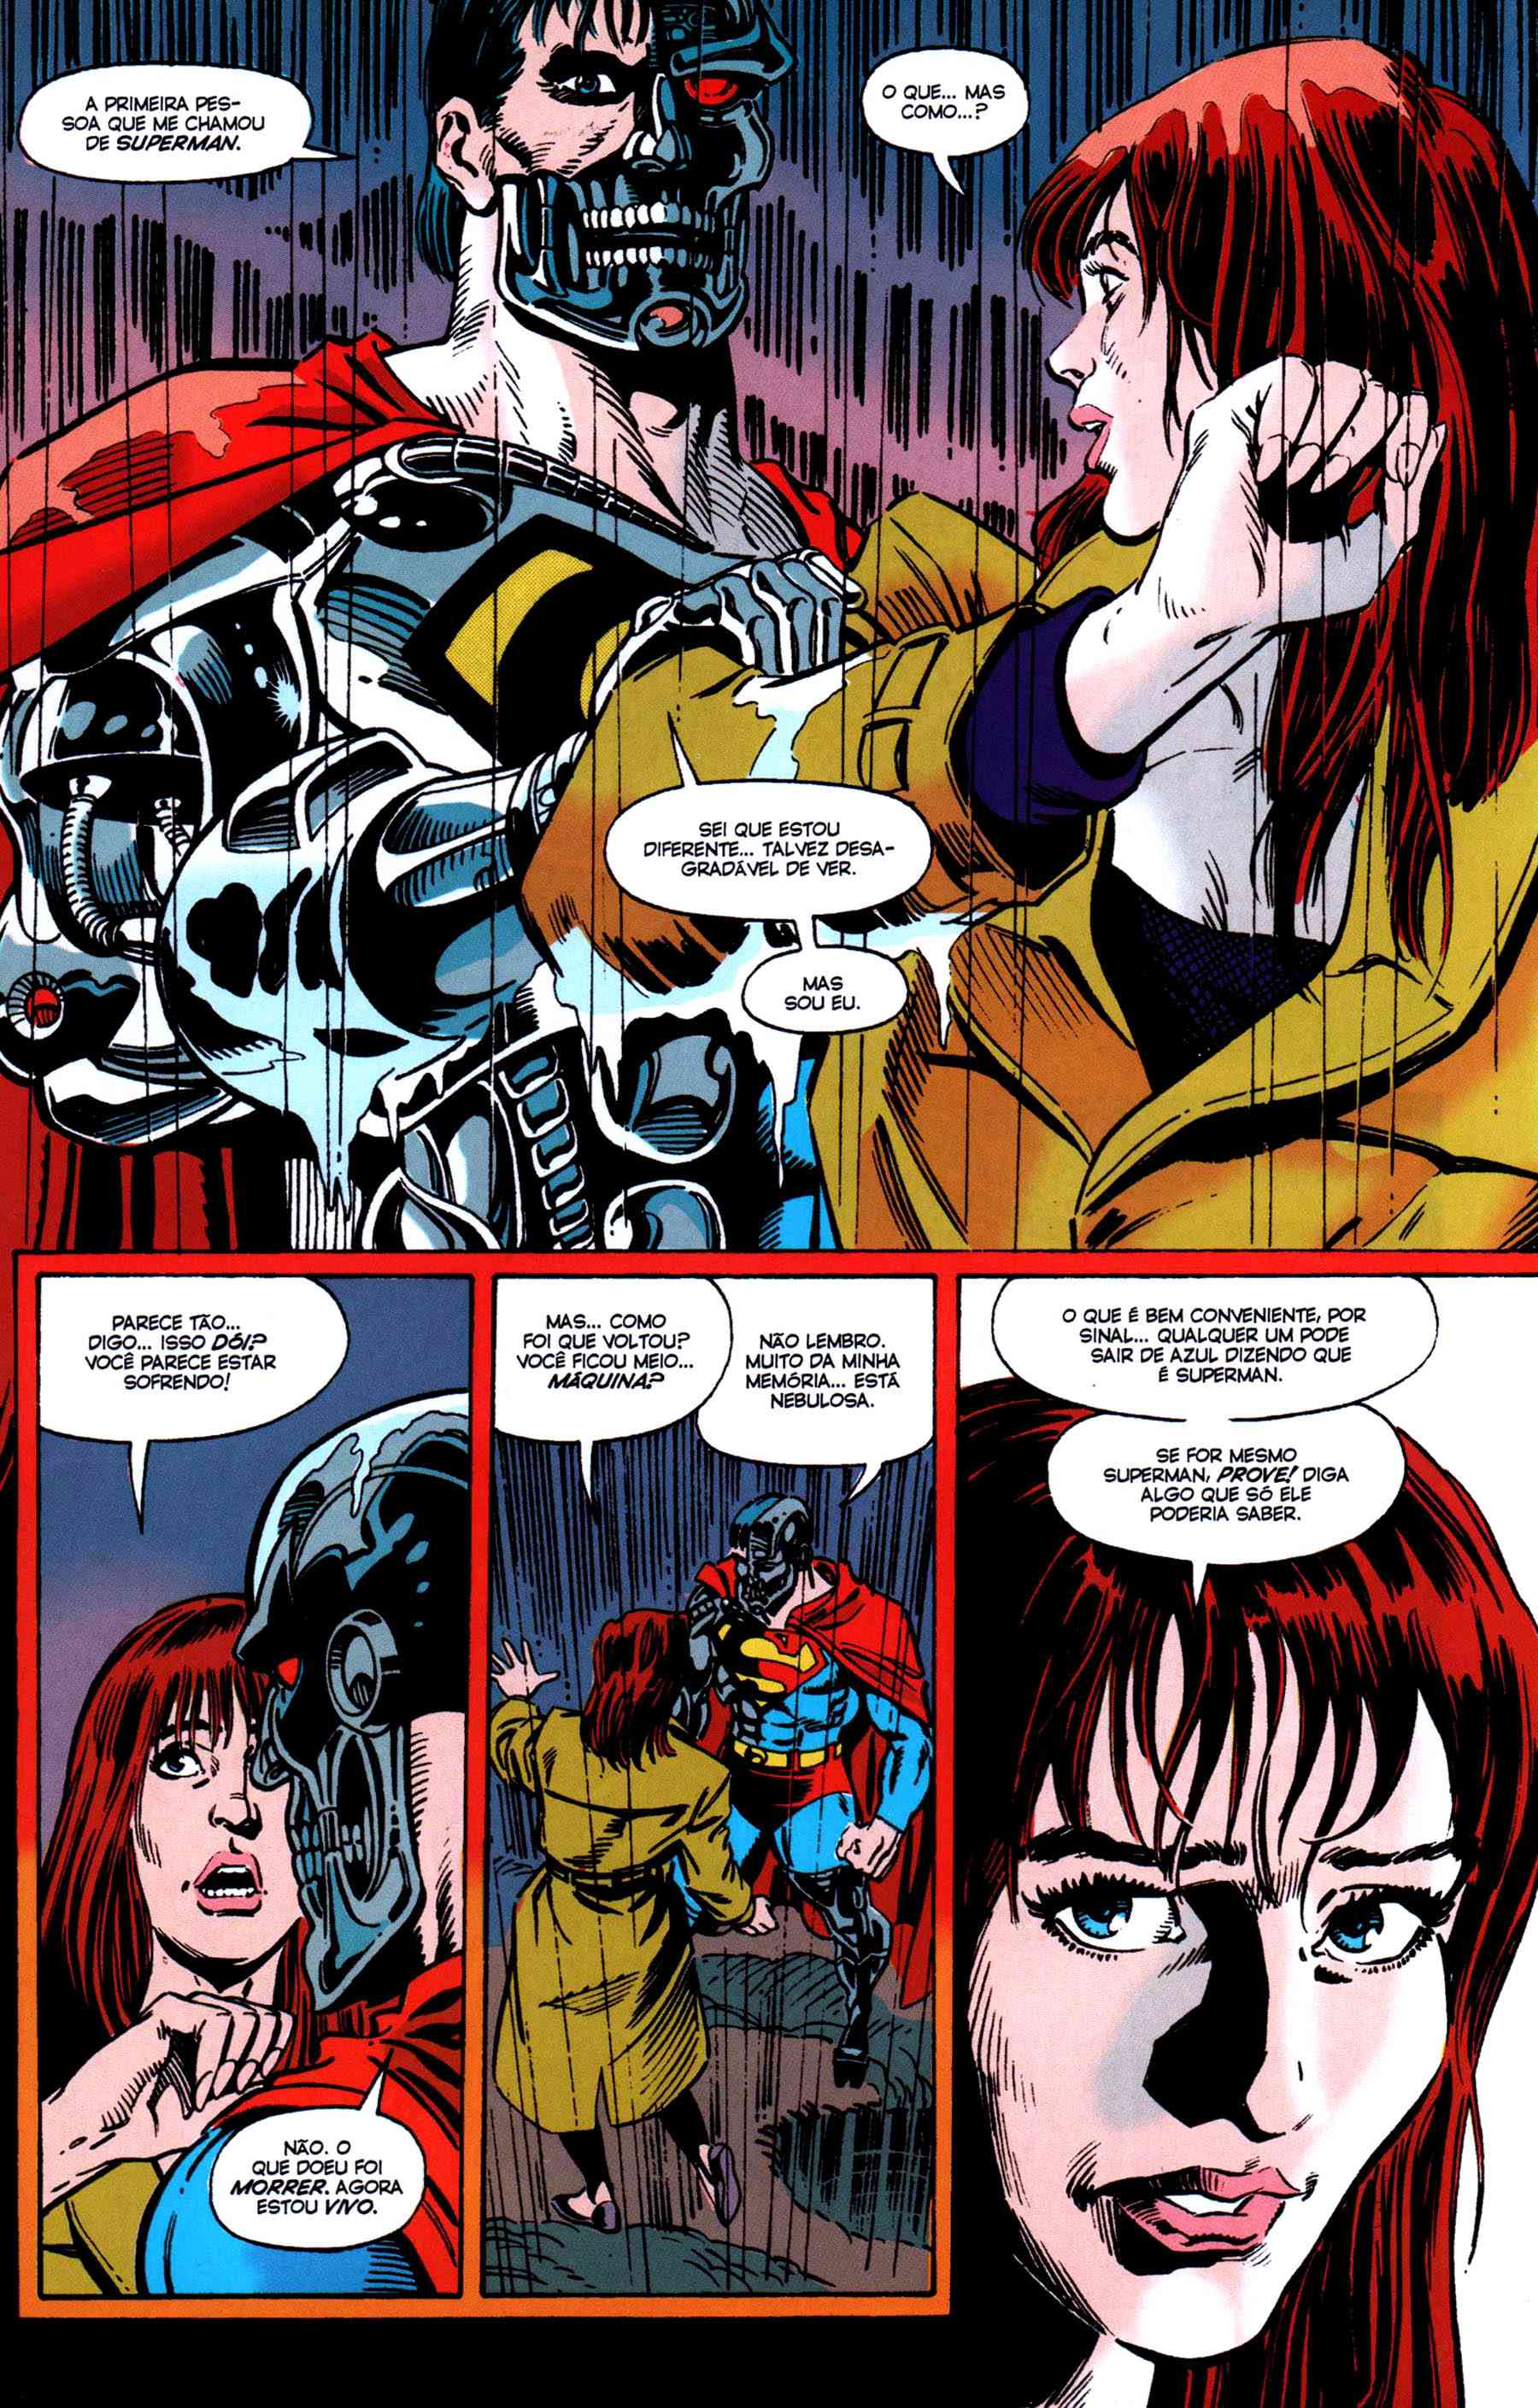 A PRIMEIRA PES-
SOA QUE ME CHAMOU
DE SUPERMAN.
O QUE... MAS
COMO...?
SEI QUE ESTOU
DIFERENTE... TALVEZ DESA-
GRADÁVEL DE VER.
MAS
SOU EU.
PARECE TÃO...
DIGO... ISSO DÓI?
VOCÊ PARECE ESTAR
SOFRENDO!
NÃO. O
QUE DOEU FOI
MORRER. AGORA
ESTOU VIVO.
MAS... COMO
FOI QUE VOLTOU?
VOCÊ FICOU MEIO...
MÁQUINA?
NÃO LEMBRO.
MUITO DA MINHA
MEMÓRIA... ESTÁ
NEBULOSA.
O QUE É BEM CONVENIENTE, POR
SINAL... QUALQUER UM PODE
SAIR DE AZUL DIZENDO QUE
É SUPERMAN.
SE FOR MESMO
SUPERMAN, PROVE! DIGA
ALGO QUE SÓ ELE
PODERIA SABER.